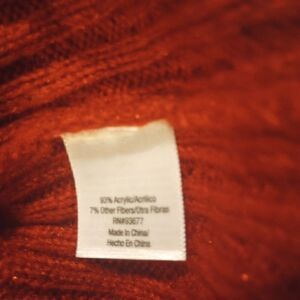 93% Acrylic/Acrilico
7% Other Fibers/Otra Fibras
RN#93677
Made In China/
Hecho En China